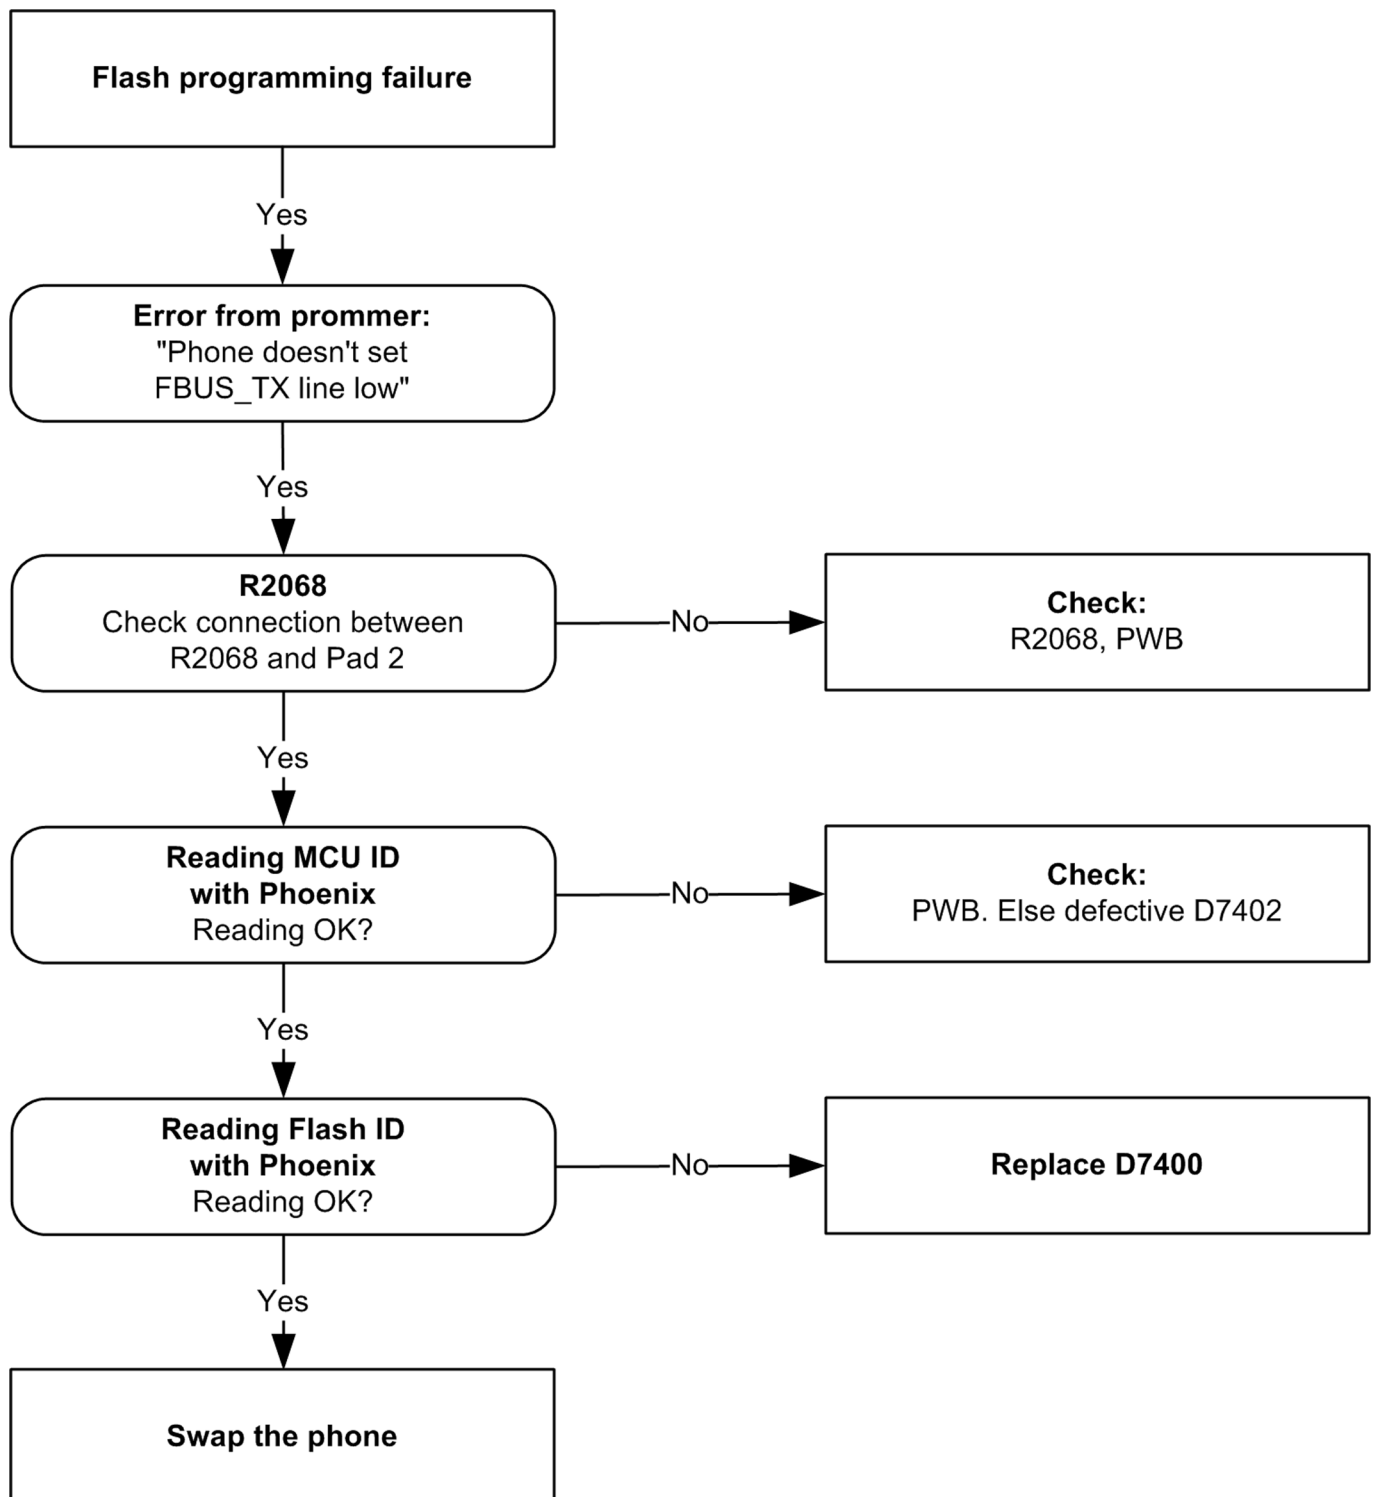 Flash programming failure
Yes
Error from prommer:
"Phone doesn't set
FBUS_TX line low"
Yes
R2068
Check connection between
R2068 and Pad 2
No
Check:
R2068, PWB
Yes
Reading MCU ID
with Phoenix
Reading OK?
No
Check:
PWB. Else defective D7402
Yes
Reading Flash ID
with Phoenix
Reading OK?
No
Replace D7400
Yes
Swap the phone